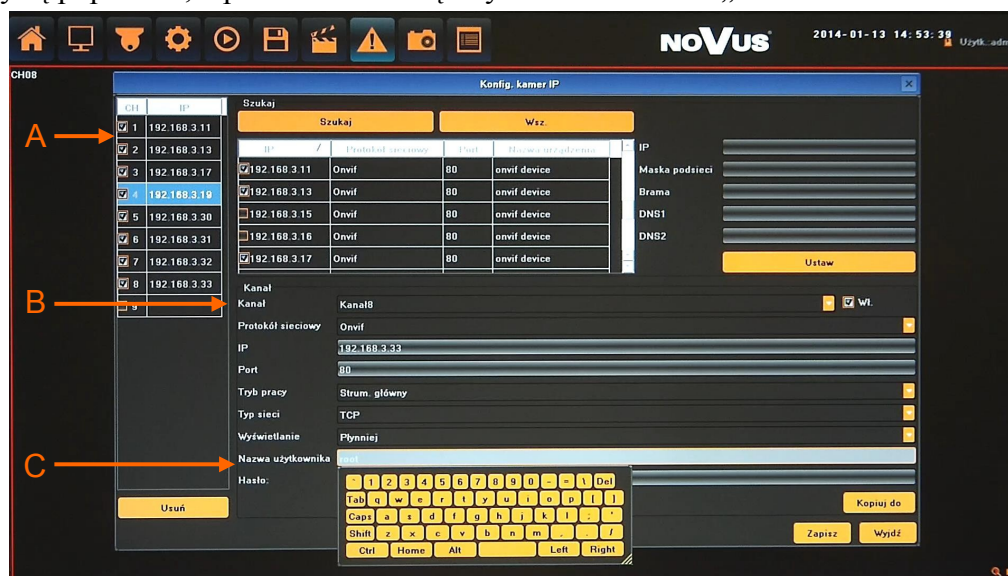 NoVus
2014-01-13 14:53:39
Użytk.:adm
CH08
Konfig. kamer IP
CH IP
1 192.168.3.11
2 192.168.3.13
3 192.168.3.17
4 192.168.3.19
5 192.168.3.30
6 192.168.3.31
7 192.168.3.32
8 192.168.3.33
9
Usuń
Szukaj
Szukaj Wsz.
IP / Protokół sieciowy Port Nazwa urządzenia
192.168.3.11 Onvif 80 onvif device
192.168.3.13 Onvif 80 onvif device
192.168.3.15 Onvif 80 onvif device
192.168.3.16 Onvif 80 onvif device
192.168.3.17 Onvif 80 onvif device
IP
Maska podsieci
Brama
DNS1
DNS2
Ustaw
Kanał
Kanał Kanał8 Wł.
Protokół sieciowy Onvif
IP 192.168.3.33
Port 80
Tryb pracy Strum. główny
Typ sieci TCP
Wyświetlanie Płynniej
Nazwa użytkownika root
Hasło:
` 1 2 3 4 5 6 7 8 9 0 - = \ Del
Tab q w e r t y u i o p [ ]
Caps a s d f g h j k l ; '
Shift z x c v b n m , . /
Ctrl Home Alt Left Right
Kopiuj do
Zapisz Wyjdź
A
B
C